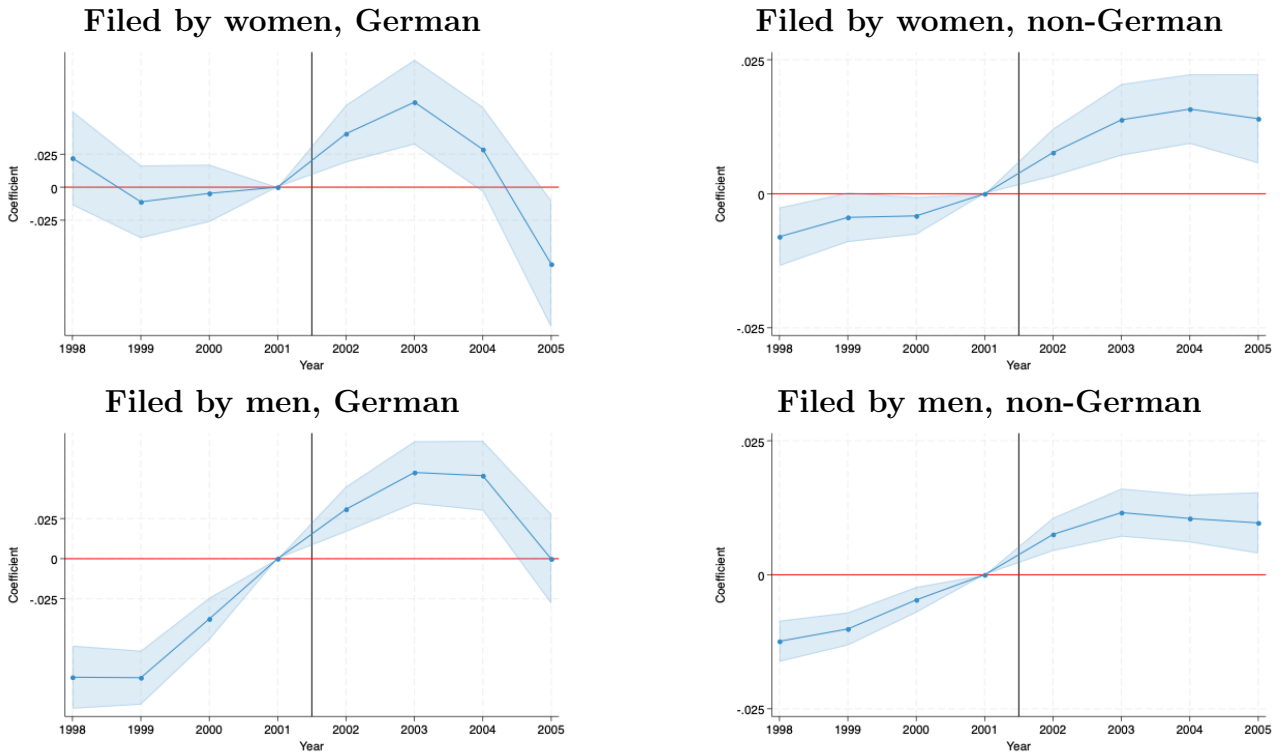 Filed by women, German
.025
0
-.025
Coefficient
1998 1999 2000 2001 2002 2003 2004 2005
Year
Filed by women, non-German
.025
0
-.025
Coefficient
1998 1999 2000 2001 2002 2003 2004 2005
Year
Filed by men, German
.025
0
-.025
Coefficient
1998 1999 2000 2001 2002 2003 2004 2005
Year
Filed by men, non-German
.025
0
-.025
Coefficient
1998 1999 2000 2001 2002 2003 2004 2005
Year